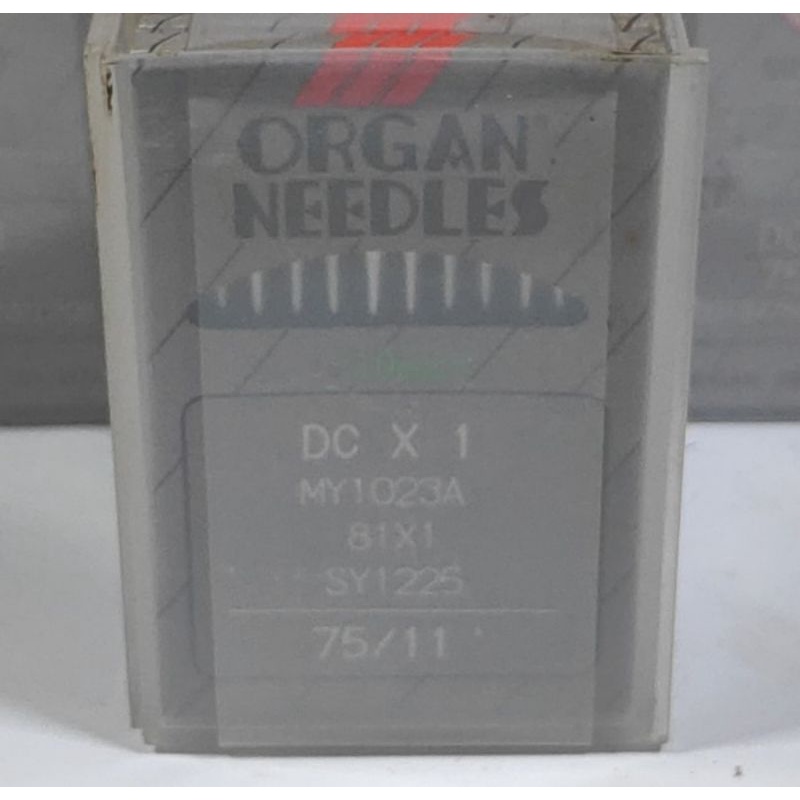 ORGAN
NEEDLES
DC X 1
MY1023A
81X1
SY1225
75/11